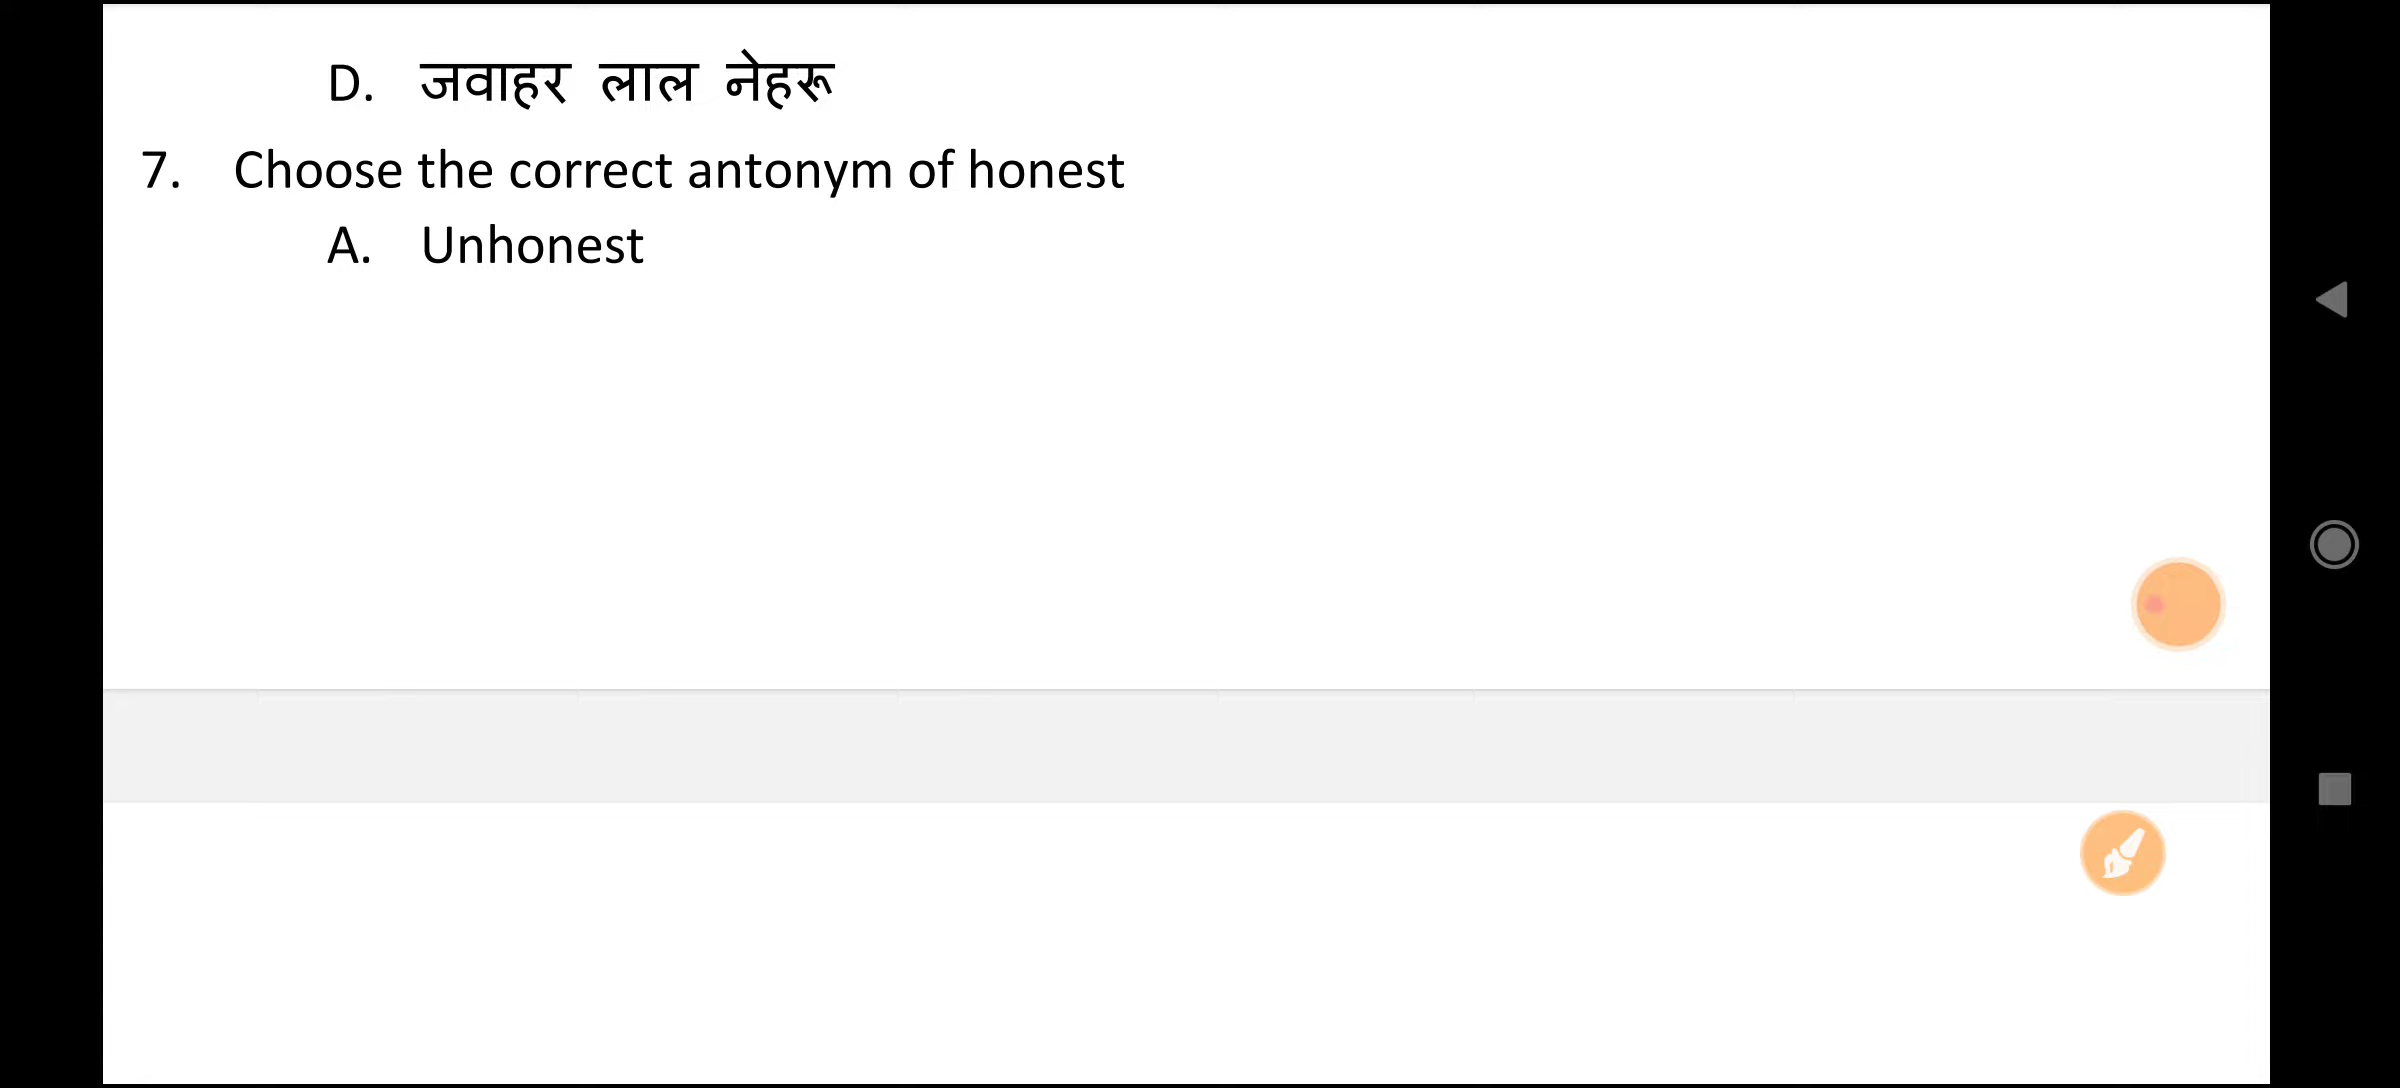 D. जवाहर लाल नेहरू
7. Choose the correct antonym of honest
A. Unhonest